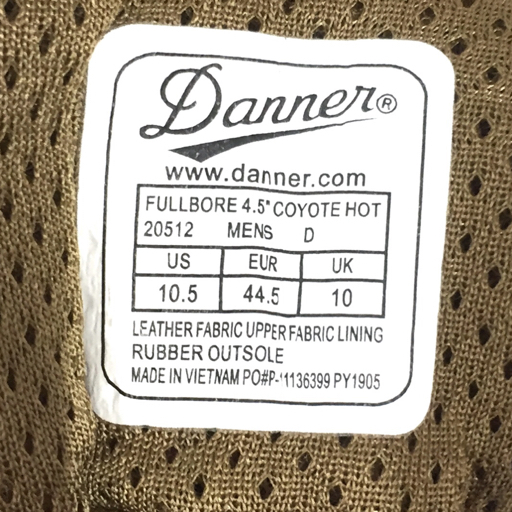 Danner®
www.danner.com
FULLBORE 4.5" COYOTE HOT
20512 MENS D
US EUR UK
10.5 44.5 10
LEATHER FABRIC UPPER FABRIC LINING
RUBBER OUTSOLE
MADE IN VIETNAM PO#P-1136399 PY1905